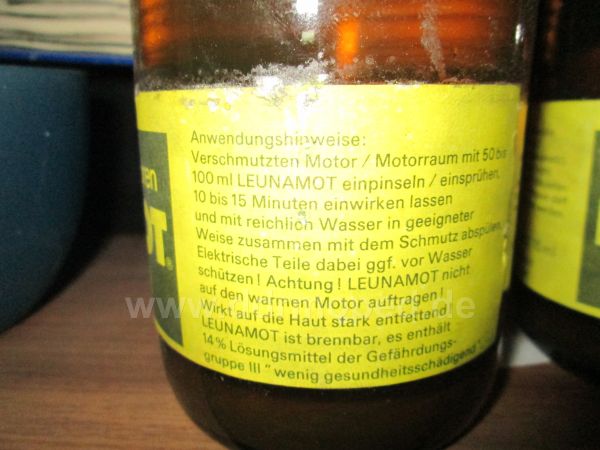 Anwendungshinweise:
Verschmutzten Motor / Motorraum mit 50 bis
100 ml LEUNAMOT einpinseln / einsprühen,
10 bis 15 Minuten einwirken lassen
und mit reichlich Wasser in geeigneter
Weise zusammen mit dem Schmutz abspülen.
Elektrische Teile dabei ggf. vor Wasser
schützen! Achtung! LEUNAMOT nicht
auf den warmen Motor auftragen!
Wirkt auf die Haut stark entfettend.
LEUNAMOT ist brennbar, es enthält
14% Lösungsmittel der Gefährdungs-
gruppe III "wenig gesundheitsschädigend".
OT®